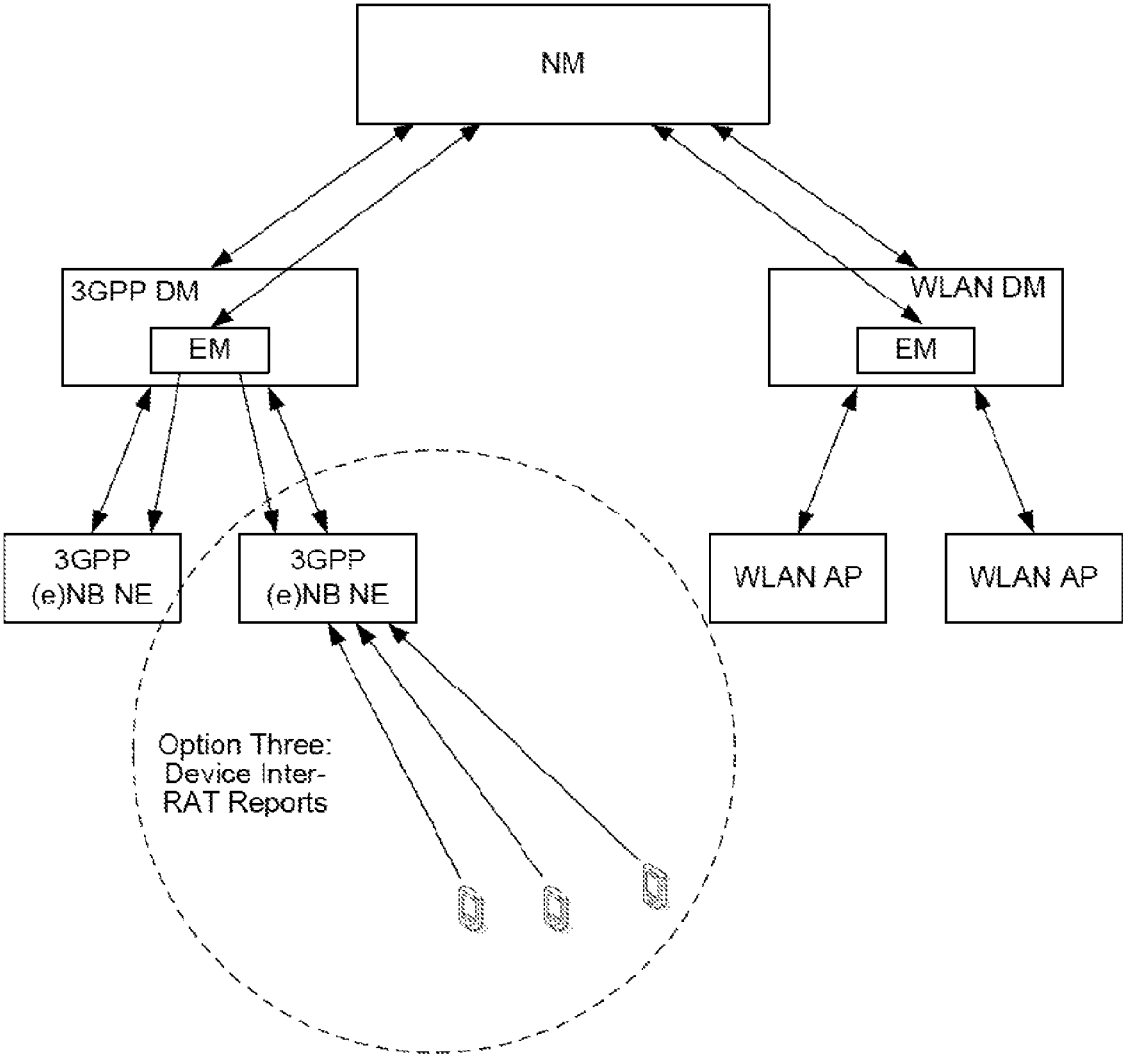 NM
3GPP DM
EM
WLAN DM
EM
3GPP
(e)NB NE
3GPP
(e)NB NE
WLAN AP
WLAN AP
Option Three:
Device Inter-
RAT Reports